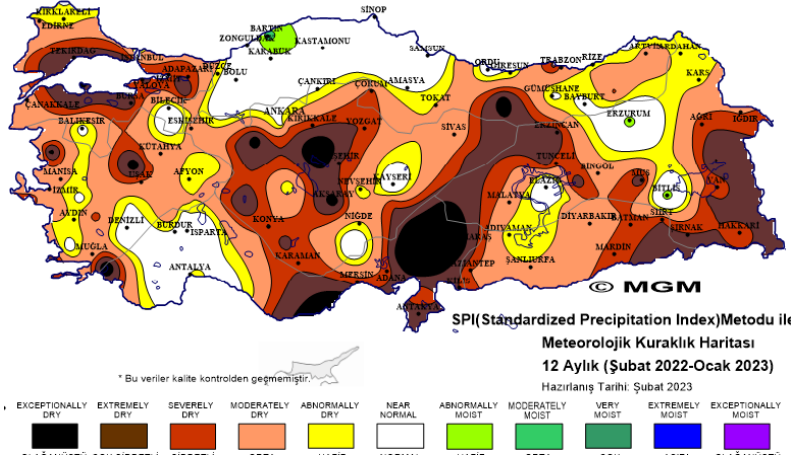 SİNOP
KIRKLARELİ
BARTIN
EDİRNE
ZONGULDAK
KASTAMONU
TEKİRDAĞ
KARABÜK
SAMSUN
ARTVİN
ARDAHAN
İSTANBUL
DÜZCE
ORDU
GİRESUN
TRABZON
RİZE
ADAPAZARI
BOLU
KARS
YALOVA
ÇANKIRI
ÇORUM
AMASYA
GÜMÜŞHANE
ÇANAKKALE
BURSA
BİLECİK
TOKAT
BAYBURT
ANKARA
ERZURUM
BALIKESİR
ESKİŞEHİR
KIRIKKALE
YOZGAT
SİVAS
ERZİNCAN
AĞRI
IĞDIR
KÜTAHYA
TUNCELİ
BİNGÖL
MANİSA
UŞAK
AFYON
NEVŞEHİR
KAYSERİ
ELAZIĞ
MUŞ
VAN
İZMİR
AKSARAY
MALATYA
BİTLİS
AYDIN
DENİZLİ
BURDUR
ISPARTA
KONYA
NİĞDE
DİYARBAKIR
BATMAN
SİİRT
ŞIRNAK
HAKKARİ
MUĞLA
KARAMAN
MARAŞ
ADIYAMAN
MARDİN
ANTALYA
MERSİN
ADANA
GAZİANTEP
ŞANLIURFA
KİLİS
ANTAKYA
© MGM
SPI(Standardized Precipitation Index)Metodu ile
Meteorolojik Kuraklık Haritası
12 Aylık (Şubat 2022-Ocak 2023)
* Bu veriler kalite kontrolden geçmemiştir.
Hazırlanış Tarihi: Şubat 2023
EXCEPTIONALLY DRY
EXTREMELY DRY
SEVERELY DRY
MODERATELY DRY
ABNORMALLY DRY
NEAR NORMAL
ABNORMALLY MOIST
MODERATELY MOIST
VERY MOIST
EXTREMELY MOIST
EXCEPTIONALLY MOIST